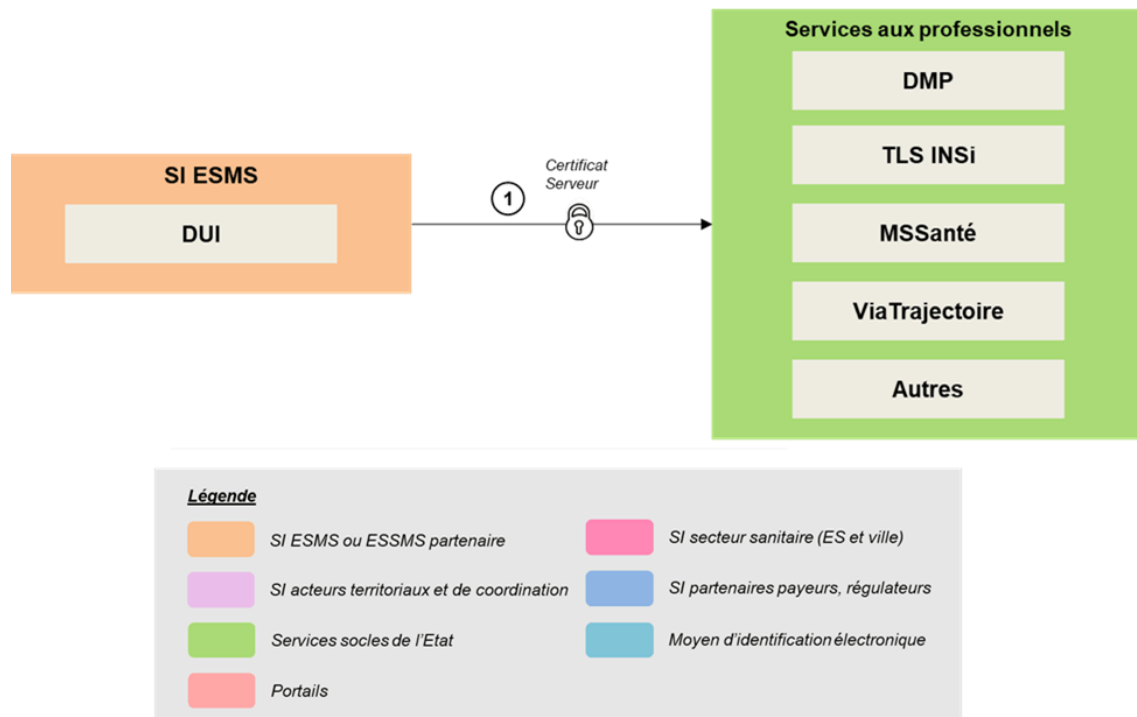 Services aux professionnels
DMP
TLS INSi
MSSanté
ViaTrajectoire
Autres
SI ESMS
DUI
1
Certificat
Serveur
Légende
SI ESMS ou ESSMS partenaire
SI secteur sanitaire (ES et ville)
SI acteurs territoriaux et de coordination
SI partenaires payeurs, régulateurs
Services socles de l'Etat
Moyen d'identification électronique
Portails